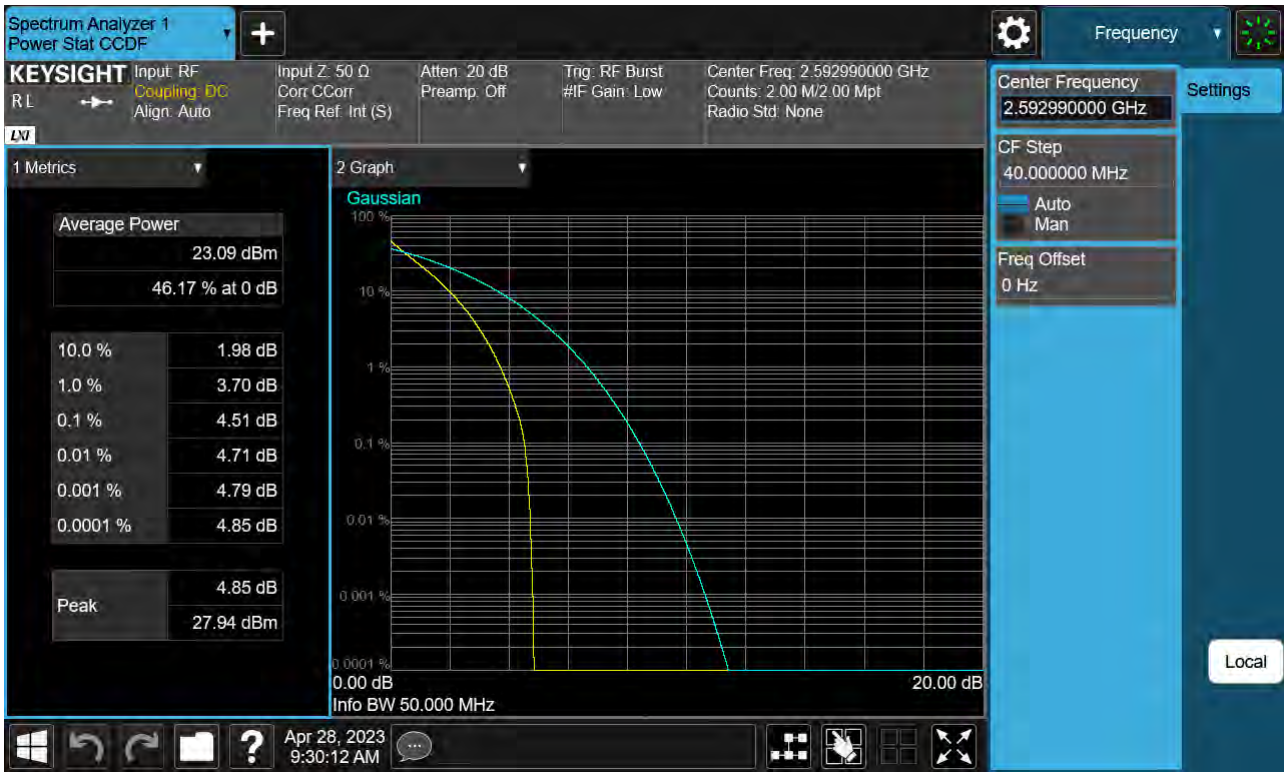 Spectrum Analyzer 1
Power Stat CCDF
+
Frequency
KEYSIGHT
RL
LXI
Input: RF
Coupling: DC
Align: Auto
Input Z: 50 Ω
Corr CCorr
Freq Ref: Int (S)
Atten: 20 dB
Preamp: Off
Trig: RF Burst
#IF Gain: Low
Center Freq: 2.592990000 GHz
Counts: 2.00 M/2.00 Mpt
Radio Std: None
Center Frequency
2.592990000 GHz
Settings
CF Step
40.000000 MHz
Auto
Man
Freq Offset
0 Hz
1 Metrics
Average Power
23.09 dBm
46.17 % at 0 dB
10.0 % 1.98 dB
1.0 % 3.70 dB
0.1 % 4.51 dB
0.01 % 4.71 dB
0.001 % 4.79 dB
0.0001 % 4.85 dB
Peak
4.85 dB
27.94 dBm
2 Graph
Gaussian
100 %
10 %
1 %
0.1 %
0.01 %
0.001 %
0.0001 %
0.00 dB 20.00 dB
Info BW 50.000 MHz
Local
?
Apr 28, 2023
9:30:12 AM